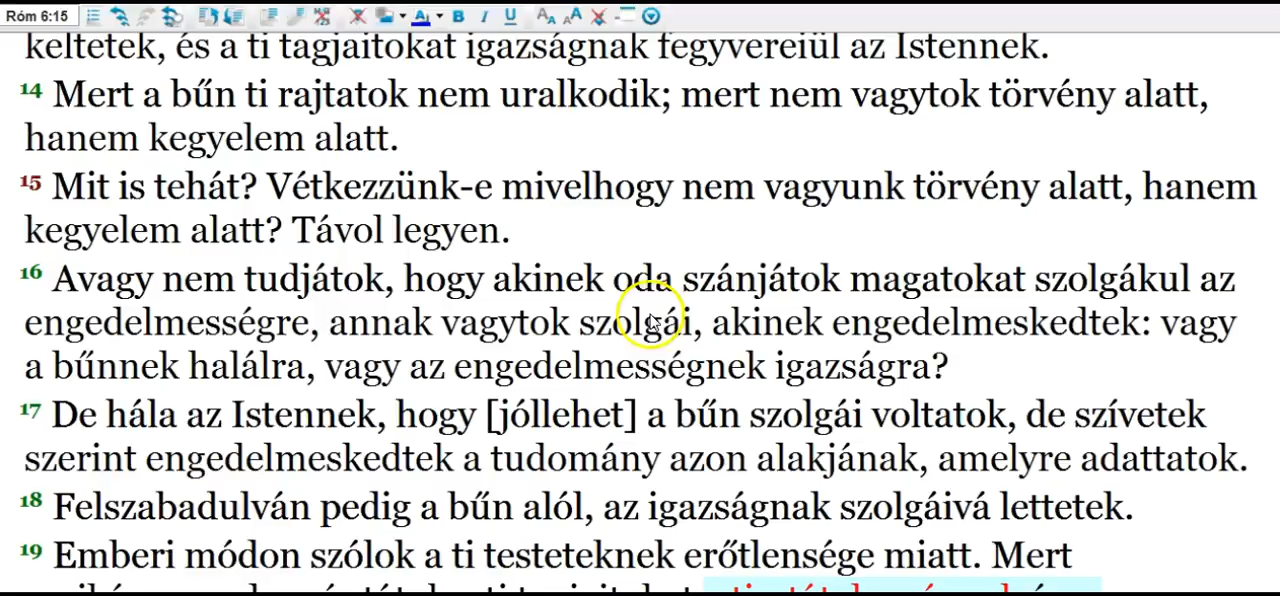 Róm 6:15
keltetek, és a ti tagjaitokat igazságnak fegyvereiül az Istennek.
14 Mert a bűn ti rajtatok nem uralkodik; mert nem vagytok törvény alatt,
hanem kegyelem alatt.
15 Mit is tehát? Vétkezzünk-e mivelhogy nem vagyunk törvény alatt, hanem
kegyelem alatt? Távol legyen.
16 Avagy nem tudjátok, hogy akinek oda szánjátok magatokat szolgákul az
engedelmességre, annak vagytok szolgái, akinek engedelmeskedtek: vagy
a bűnnek halálra, vagy az engedelmességnek igazságra?
17 De hála az Istennek, hogy [jóllehet] a bűn szolgái voltatok, de szívetek
szerint engedelmeskedtek a tudomány azon alakjának, amelyre adattatok.
18 Felszabadulván pedig a bűn alól, az igazságnak szolgáivá lettetek.
19 Emberi módon szólok a ti testeteknek erőtlensége miatt. Mert